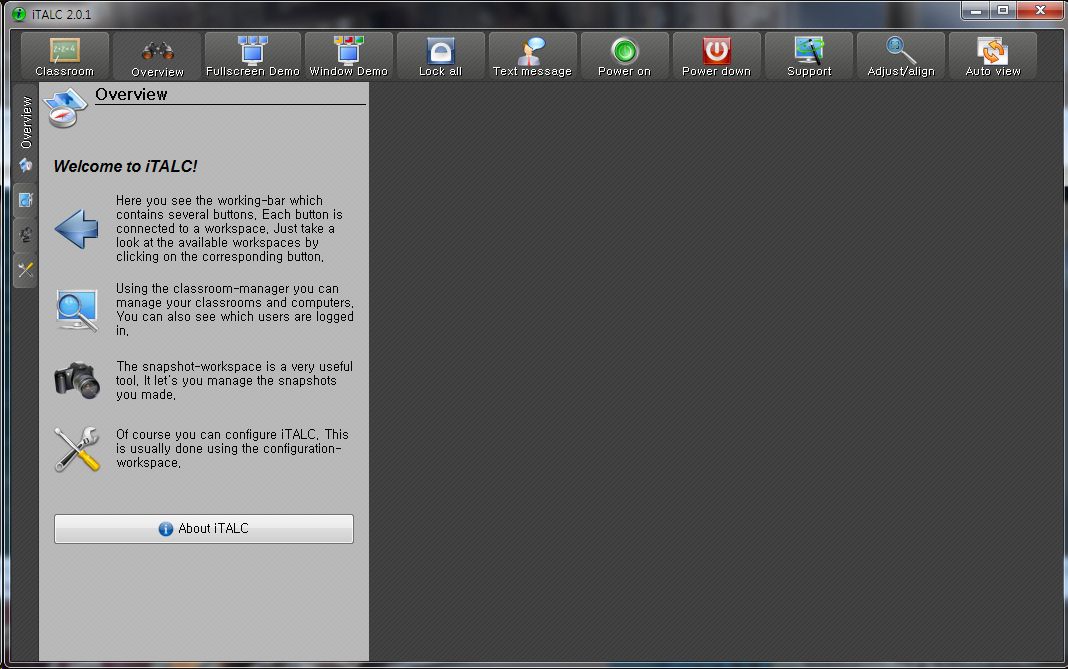 iTALC 2.0.1
2+2=4
Classroom
Overview
Fullscreen Demo
Window Demo
Lock all
Text message
Power on
Power down
Support
Adjust/align
Auto view
Overview
Overview
Welcome to iTALC!
Here you see the working-bar which
contains several buttons. Each button is
connected to a workspace. Just take a
look at the available workspaces by
clicking on the corresponding button.
Using the classroom-manager you can
manage your classrooms and computers.
You can also see which users are logged
in.
The snapshot-workspace is a very useful
tool. It let's you manage the snapshots
you made.
Of course you can configure iTALC. This
is usually done using the configuration-
workspace.
About iTALC